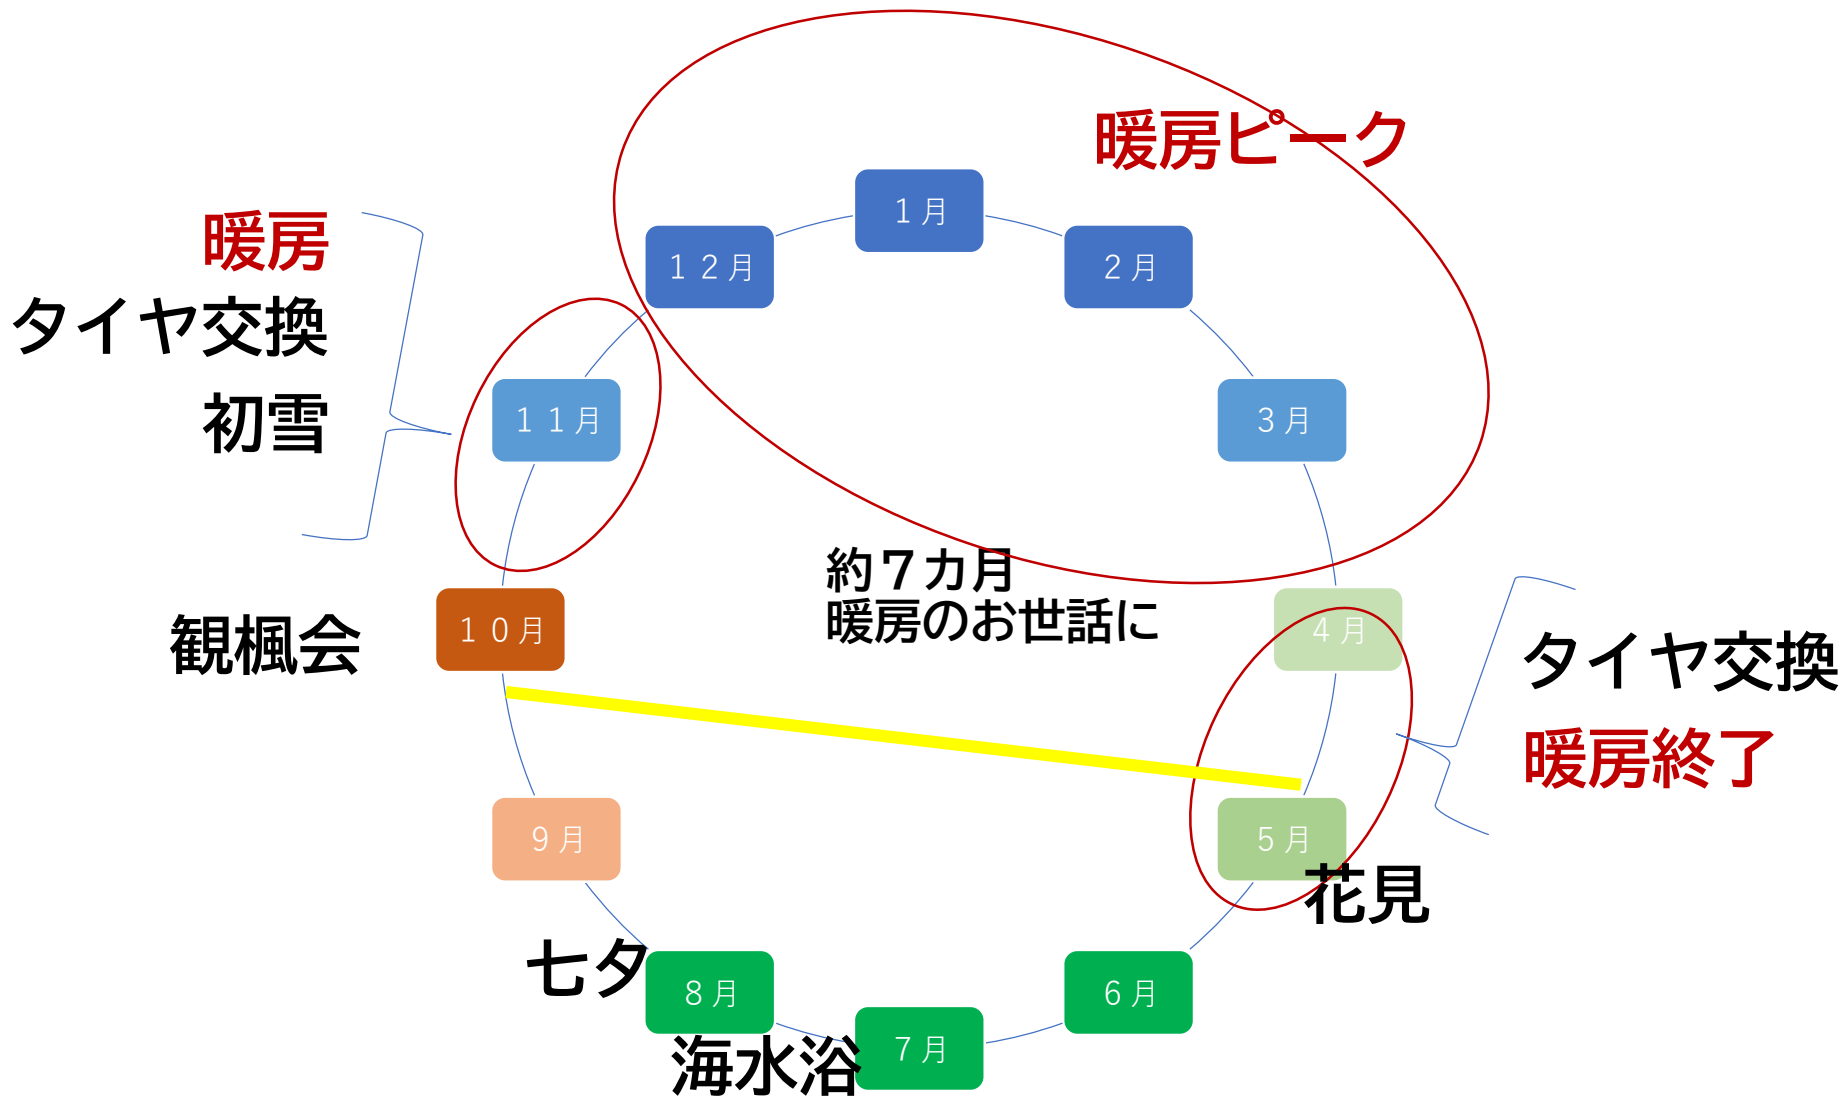 暖房ピーク
１月
１２月
２月
暖房
タイヤ交換
初雪
１１月
３月
約７カ月
暖房のお世話に
１０月
４月
観楓会
タイヤ交換
暖房終了
９月
５月
花見
七夕
８月
６月
海水浴
７月